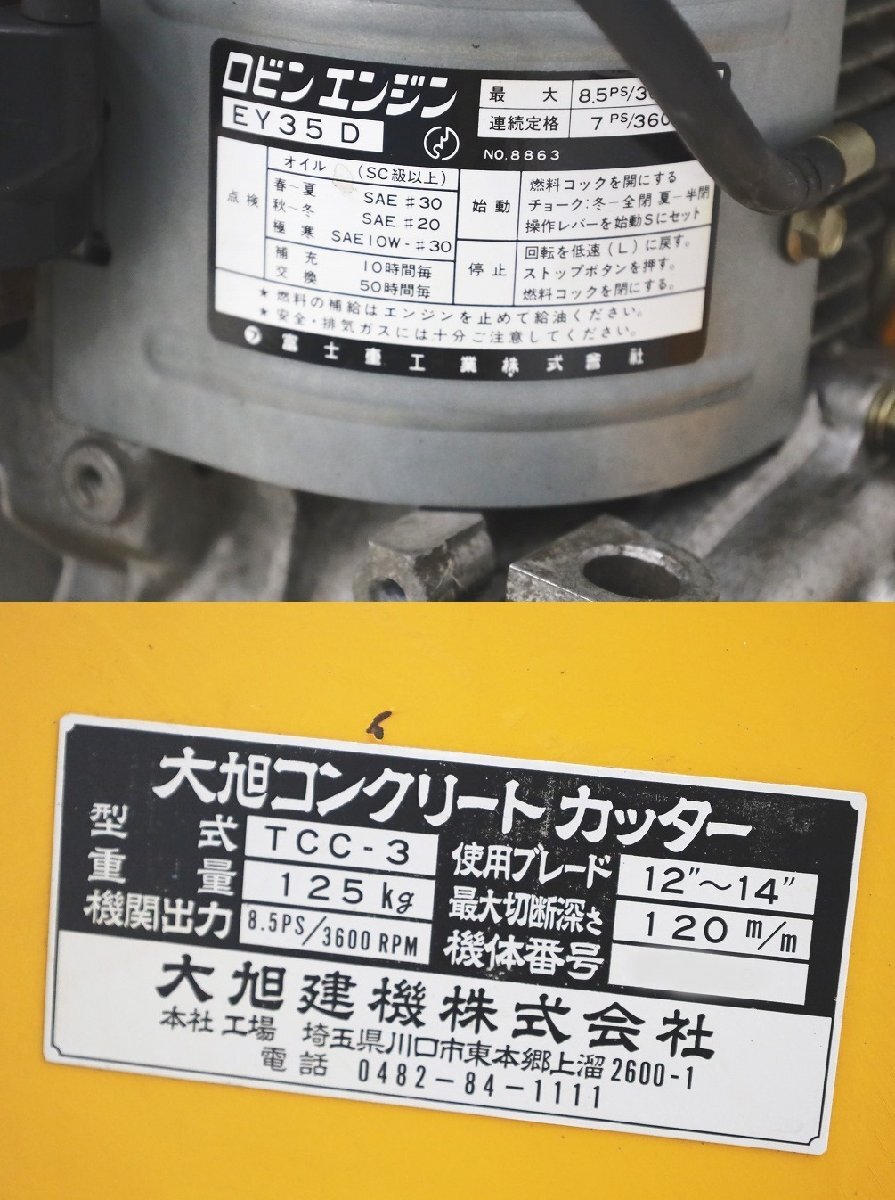 ロビン エンジン
EY35D
最大 8.5PS/3
連続定格 7PS/360
NO.8863
点検
オイル (SC級以上)
春~夏 SAE #30
秋~冬 SAE #20
極寒 SAE10W-#30
補充 10時間毎
交換 50時間毎
始動
燃料コックを開にする
チョーク:冬-全閉 夏-半閉
操作レバーを始動Sにセット
停止
回転を低速(L)に戻す。
ストップボタンを押す。
燃料コックを閉にする。
★ 燃料の補給はエンジンを止めて給油ください。
★ 安全・排気ガスには十分ご注意してください。
富士重工業株式会社
大旭コンクリート カッター
型式 TCC-3
重量 125kg
機関出力 8.5PS/3600RPM
使用ブレード 12"~14"
最大切断深さ 120m/m
機体番号
大旭建機株式会社
本社 工場 埼玉県川口市東本郷上溜2600-1
電話 0482-84-1111